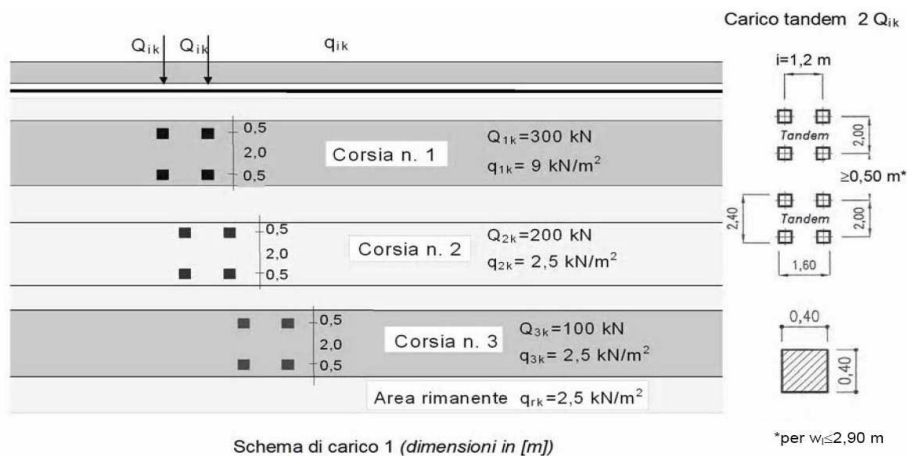 Carico tandem 2 Qik
Qik Qik qik
i=1,2 m
0,5
2,0
0,5
Corsia n. 1
Q1k=300 kN
q1k= 9 kN/m²
Tandem
2,00
≥0,50 m*
0,5
2,0
0,5
Corsia n. 2
Q2k=200 kN
q2k= 2,5 kN/m²
2,40
Tandem
2,00
1,60
0,5
2,0
0,5
Corsia n. 3
Q3k=100 kN
q3k= 2,5 kN/m²
0,40
0,40
Area rimanente qrk=2,5 kN/m²
Schema di carico 1 (dimensioni in [m])
*per wl≤2,90 m